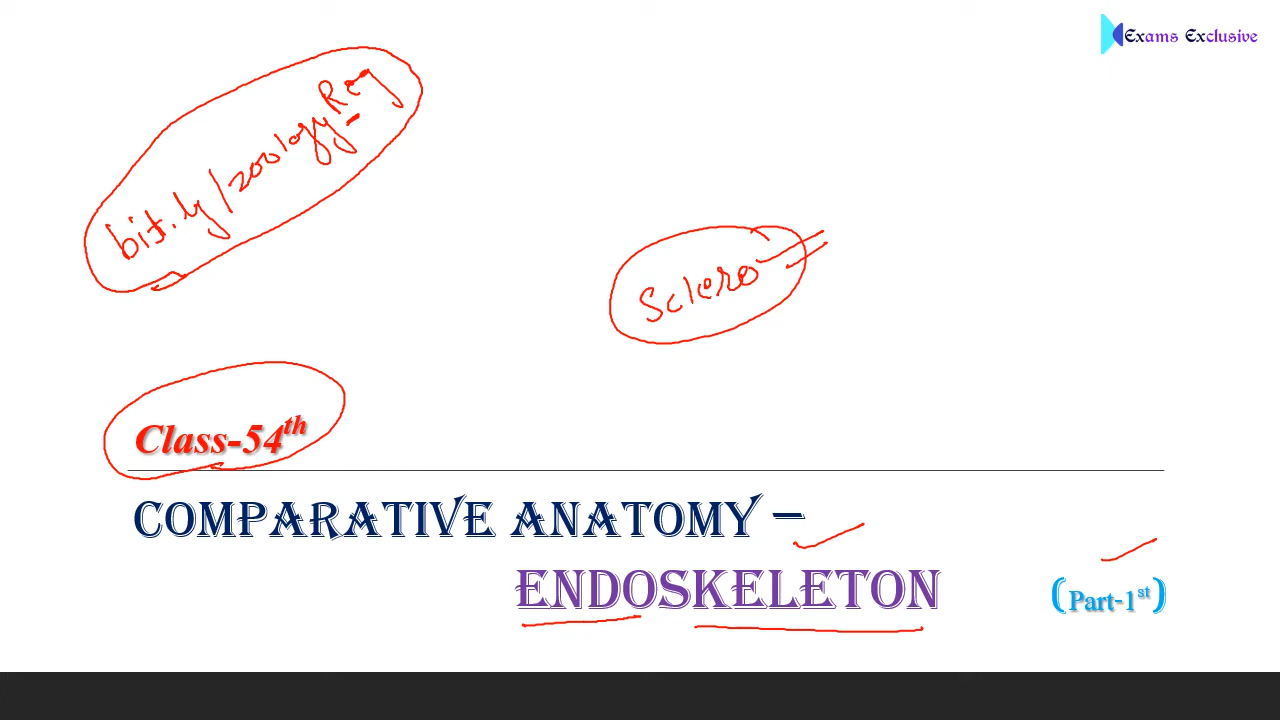 Exams Exclusive
bit.ly/zoologyReg
Sclero
Class-54th
COMPARATIVE ANATOMY –
ENDOSKELETON
(Part-1st)